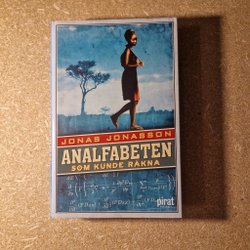 JONAS JONASSON
ANALFABETEN
SOM KUNDE RÄKNA
pirat